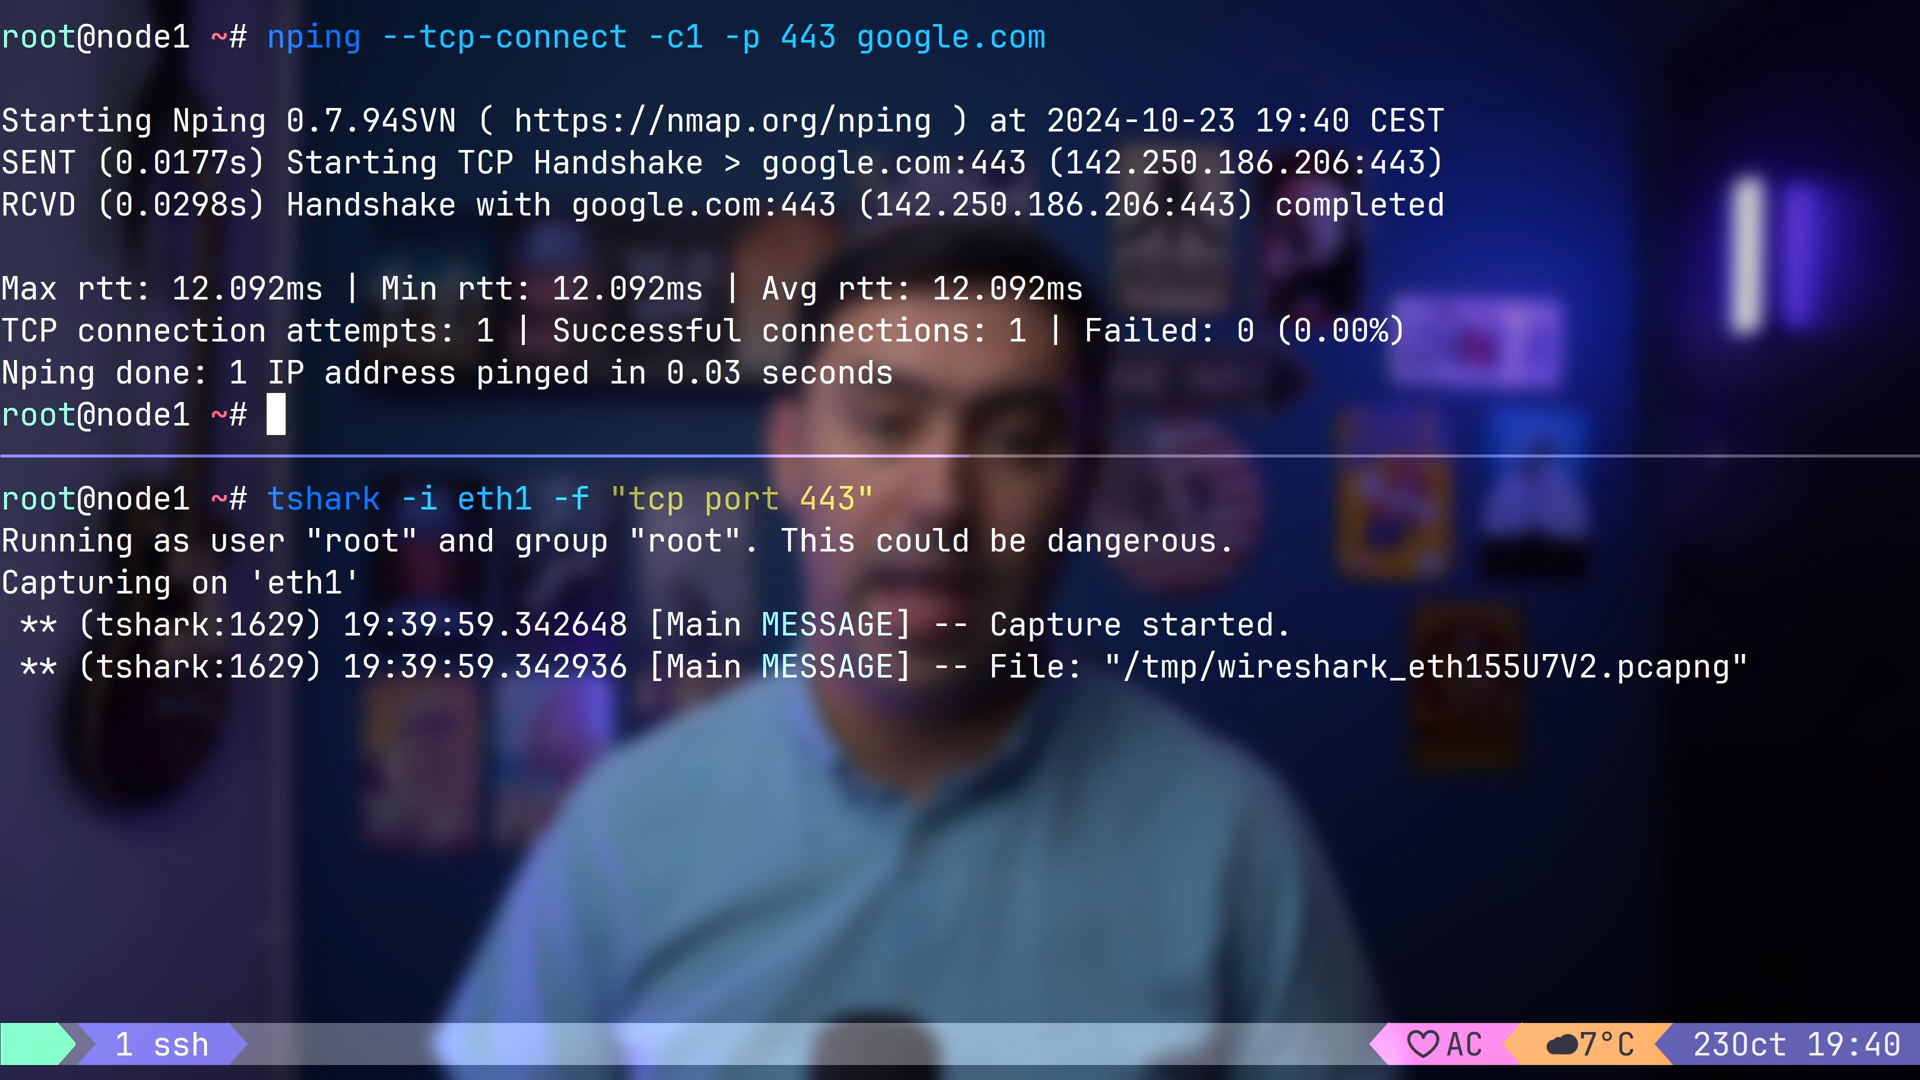 root@node1 ~# nping --tcp-connect -c1 -p 443 google.com
Starting Nping 0.7.94SVN ( https://nmap.org/nping ) at 2024-10-23 19:40 CEST
SENT (0.0177s) Starting TCP Handshake > google.com:443 (142.250.186.206:443)
RCVD (0.0298s) Handshake with google.com:443 (142.250.186.206:443) completed
Max rtt: 12.092ms | Min rtt: 12.092ms | Avg rtt: 12.092ms
TCP connection attempts: 1 | Successful connections: 1 | Failed: 0 (0.00%)
Nping done: 1 IP address pinged in 0.03 seconds
root@node1 ~#
root@node1 ~# tshark -i eth1 -f "tcp port 443"
Running as user "root" and group "root". This could be dangerous.
Capturing on 'eth1'
** (tshark:1629) 19:39:59.342648 [Main MESSAGE] -- Capture started.
** (tshark:1629) 19:39:59.342936 [Main MESSAGE] -- File: "/tmp/wireshark_eth155U7V2.pcapng"
1 ssh
AC
7°C
23Oct 19:40